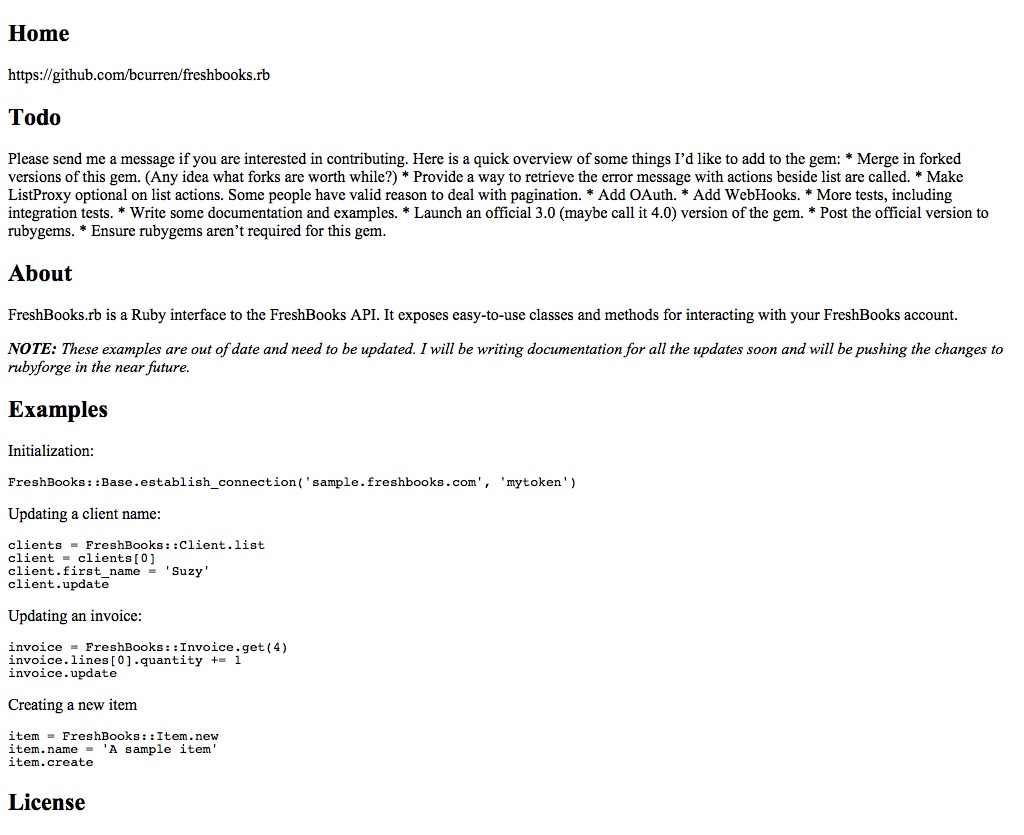 Home
https://github.com/bcurren/freshbooks.rb
Todo
Please send me a message if you are interested in contributing. Here is a quick overview of some things I’d like to add to the gem: * Merge in forked
versions of this gem. (Any idea what forks are worth while?) * Provide a way to retrieve the error message with actions beside list are called. * Make
ListProxy optional on list actions. Some people have valid reason to deal with pagination. * Add OAuth. * Add WebHooks. * More tests, including
integration tests. * Write some documentation and examples. * Launch an official 3.0 (maybe call it 4.0) version of the gem. * Post the official version to
rubygems. * Ensure rubygems aren’t required for this gem.
About
FreshBooks.rb is a Ruby interface to the FreshBooks API. It exposes easy-to-use classes and methods for interacting with your FreshBooks account.
NOTE: These examples are out of date and need to be updated. I will be writing documentation for all the updates soon and will be pushing the changes to
rubyforge in the near future.
Examples
Initialization:
FreshBooks::Base.establish_connection('sample.freshbooks.com', 'mytoken')
Updating a client name:
clients = FreshBooks::Client.list
client = clients[0]
client.first_name = 'Suzy'
client.update
Updating an invoice:
invoice = FreshBooks::Invoice.get(4)
invoice.lines[0].quantity += 1
invoice.update
Creating a new item
item = FreshBooks::Item.new
item.name = 'A sample item'
item.create
License